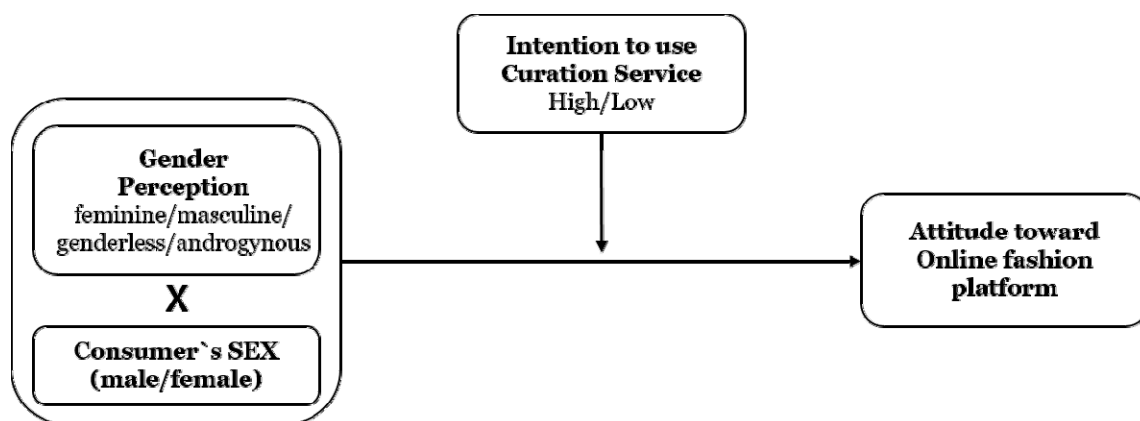 Intention to use
Curation Service
High/Low
Gender
Perception
feminine/masculine/
genderless/androgynous
X
Consumer`s SEX
(male/female)
Attitude toward
Online fashion
platform